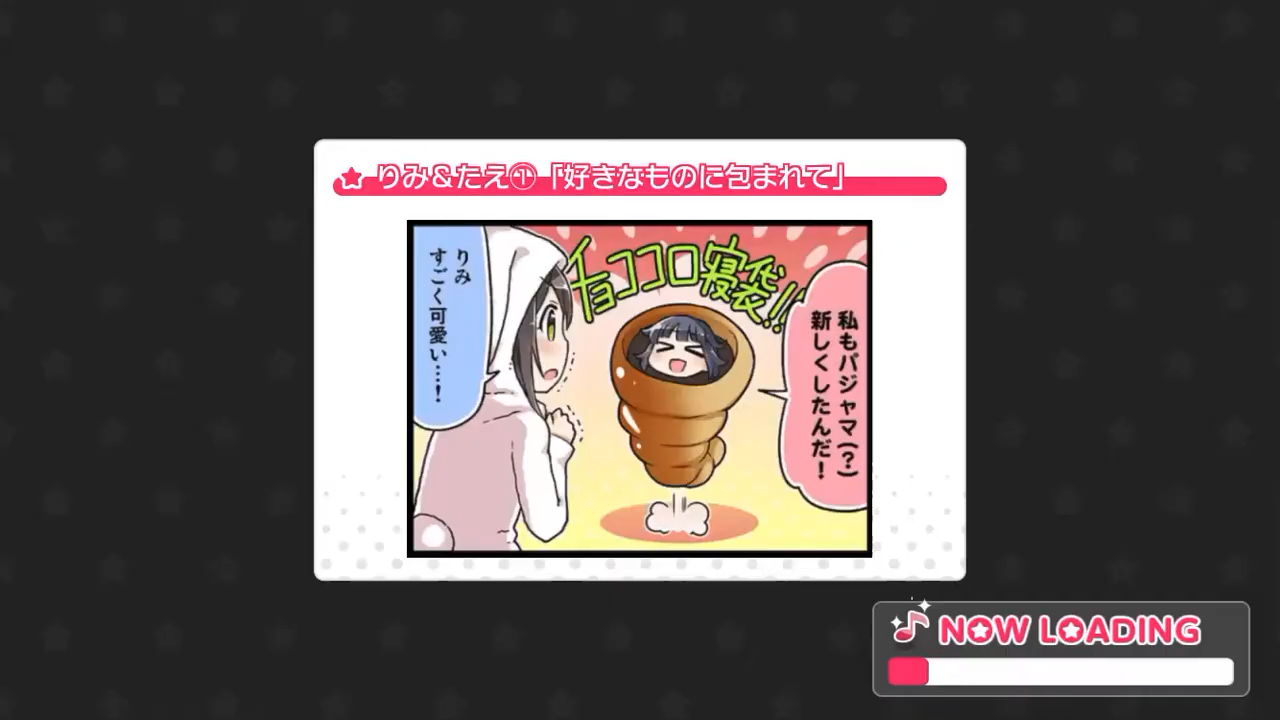 りみ&たえ①「好きなものに包まれて」
チョココロ寝袋!!
私もパジャマ(?)
新しくしたんだ!
りみ
すごく可愛い…!
NOW LOADING